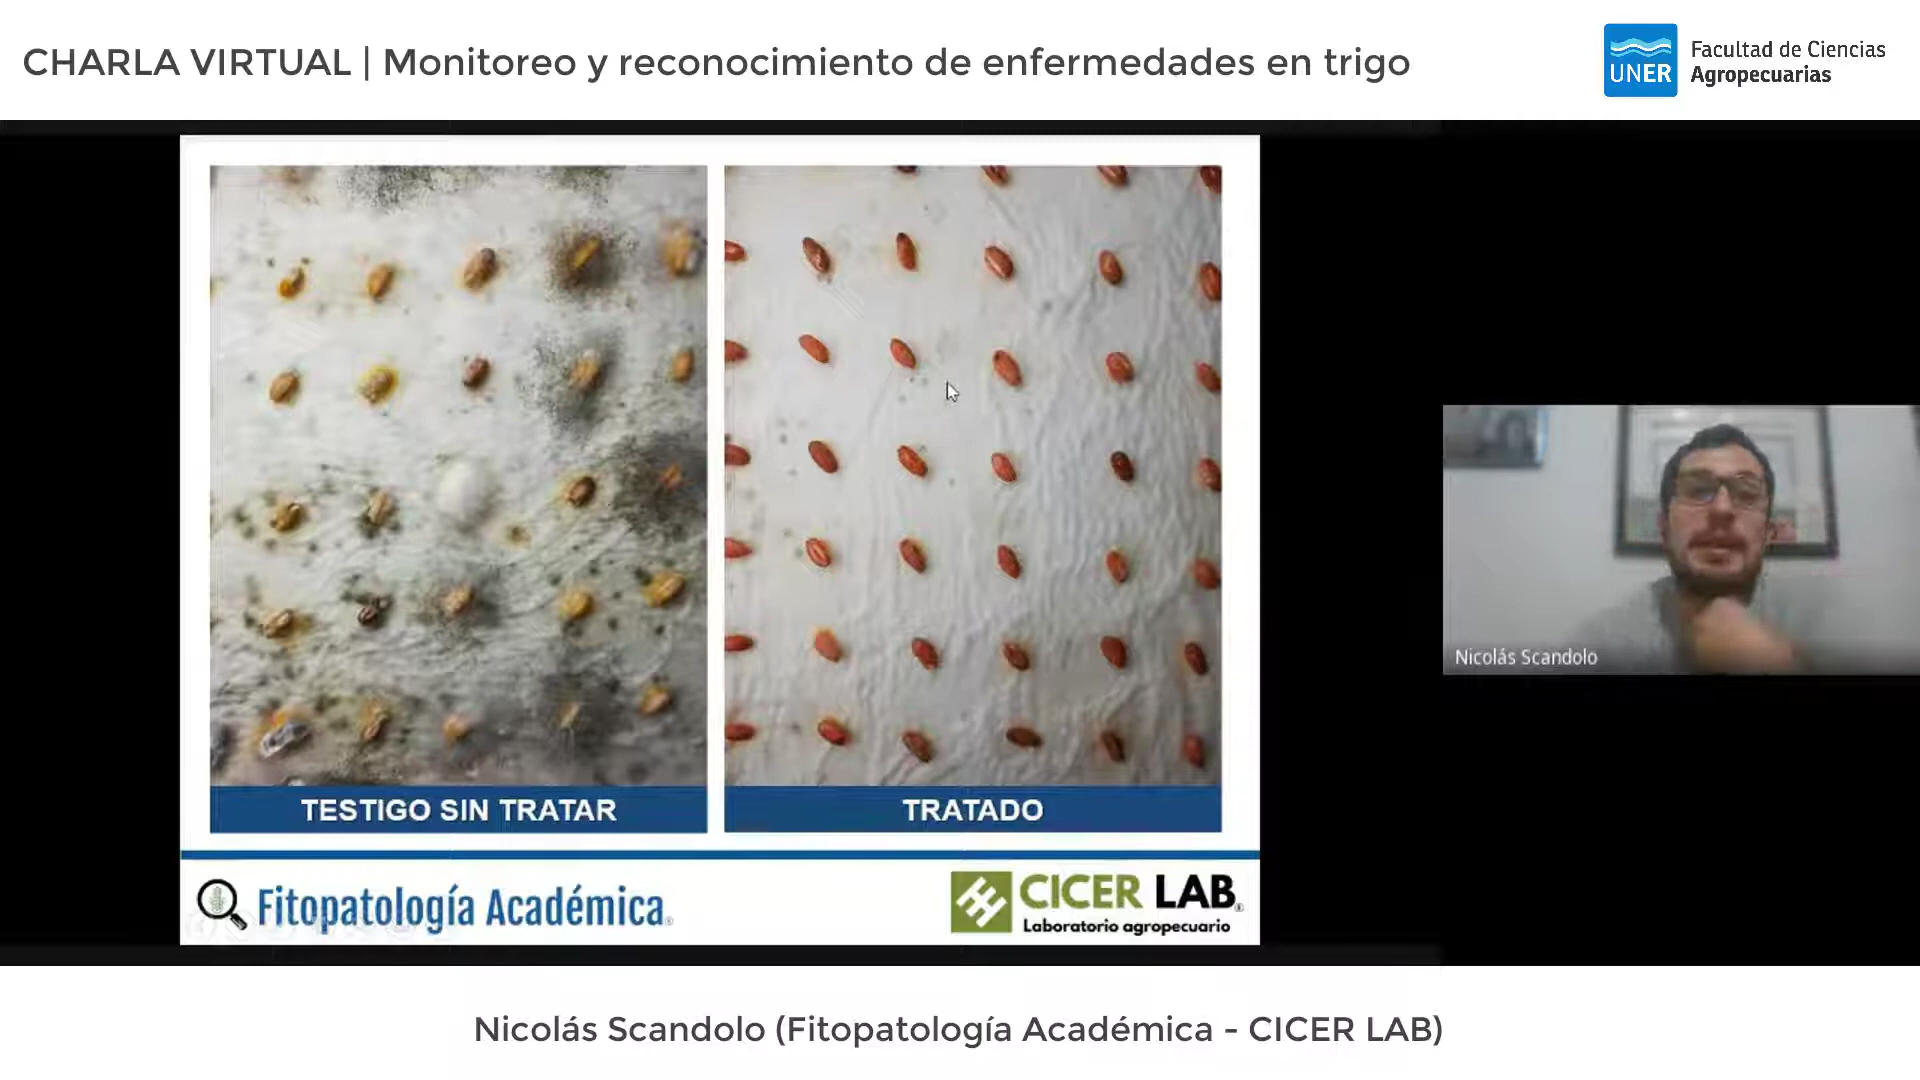 CHARLA VIRTUAL | Monitoreo y reconocimiento de enfermedades en trigo
UNER
Facultad de Ciencias
Agropecuarias
TESTIGO SIN TRATAR
TRATADO
Fitopatología Académica
CICER LAB
Laboratorio agropecuario
Nicolás Scandolo
Nicolás Scandolo (Fitopatología Académica - CICER LAB)